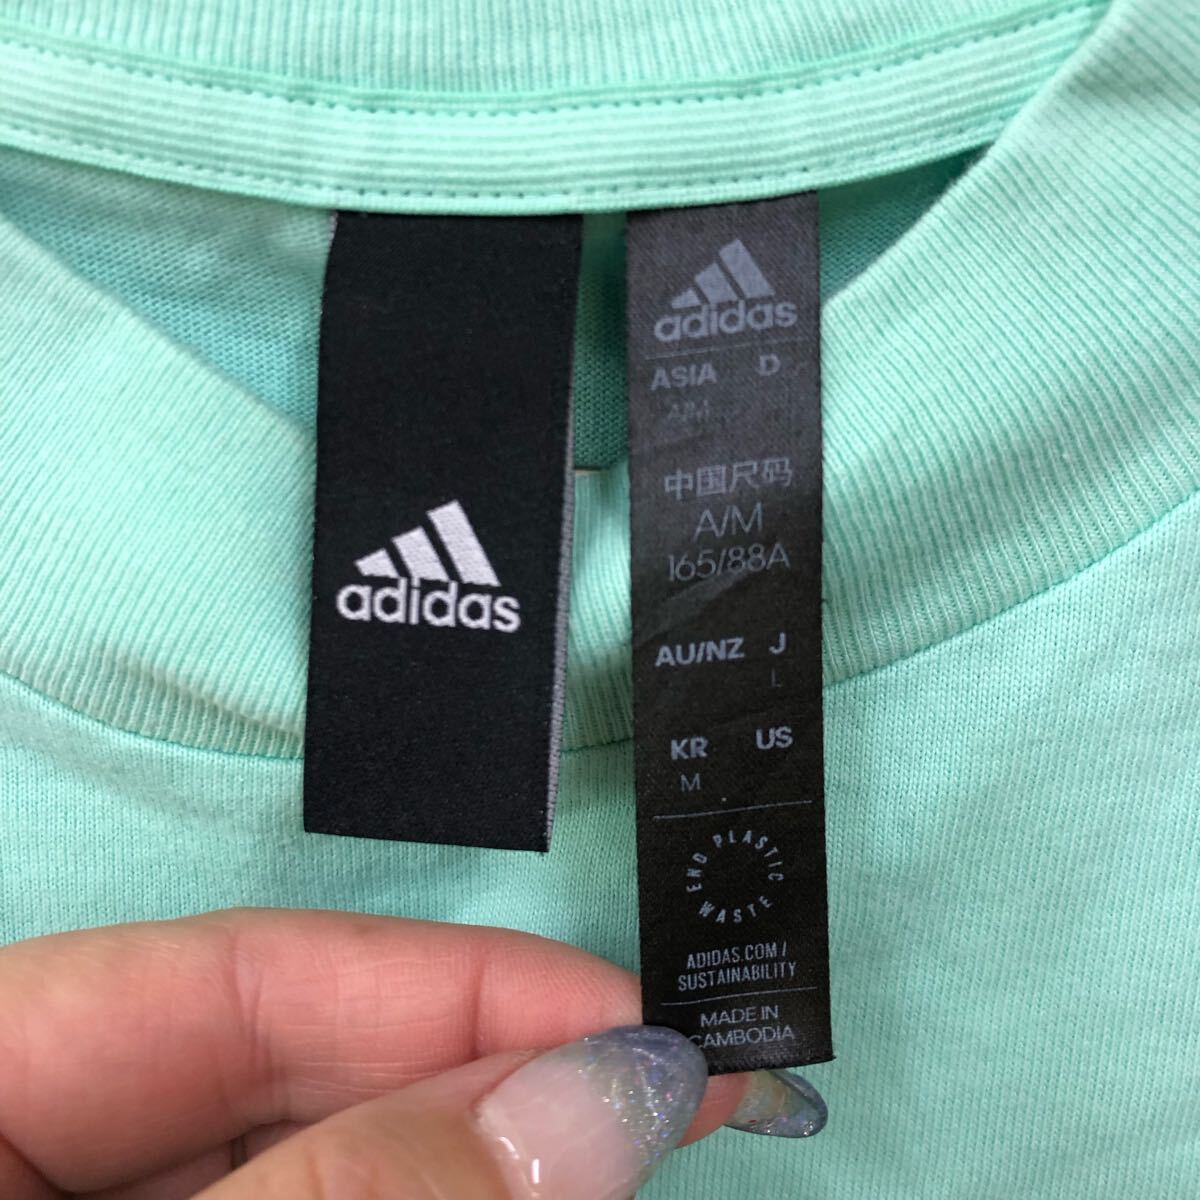 adidas
adidas
ASIA D
A/M
中国尺码
A/M
165/88A
AU/NZ J
L
KR US
M
END PLASTIC WASTE
ADIDAS.COM/
SUSTAINABILITY
MADE IN
CAMBODIA